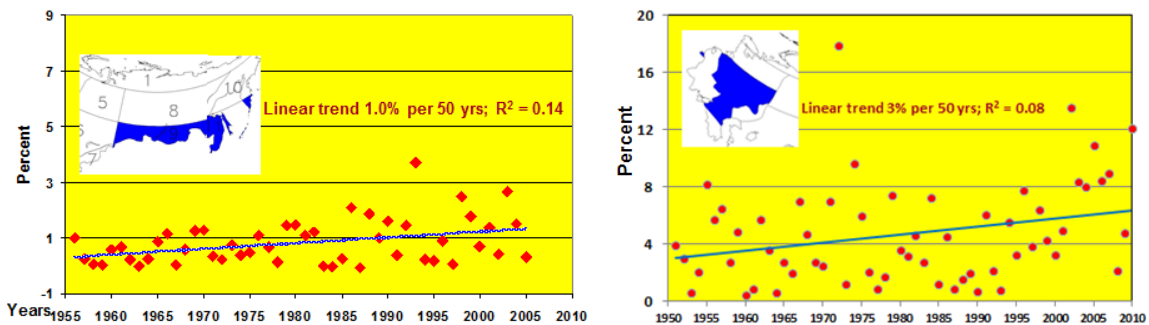 9
7
5
3
1
-1
Percent
1
10
5
8
Linear trend 1.0% per 50 yrs; R² = 0.14
Years
1955 1960 1965 1970 1975 1980 1985 1990 1995 2000 2005 2010
20
16
12
8
4
0
Percent
Linear trend 3% per 50 yrs; R² = 0.08
1950 1955 1960 1965 1970 1975 1980 1985 1990 1995 2000 2005 2010